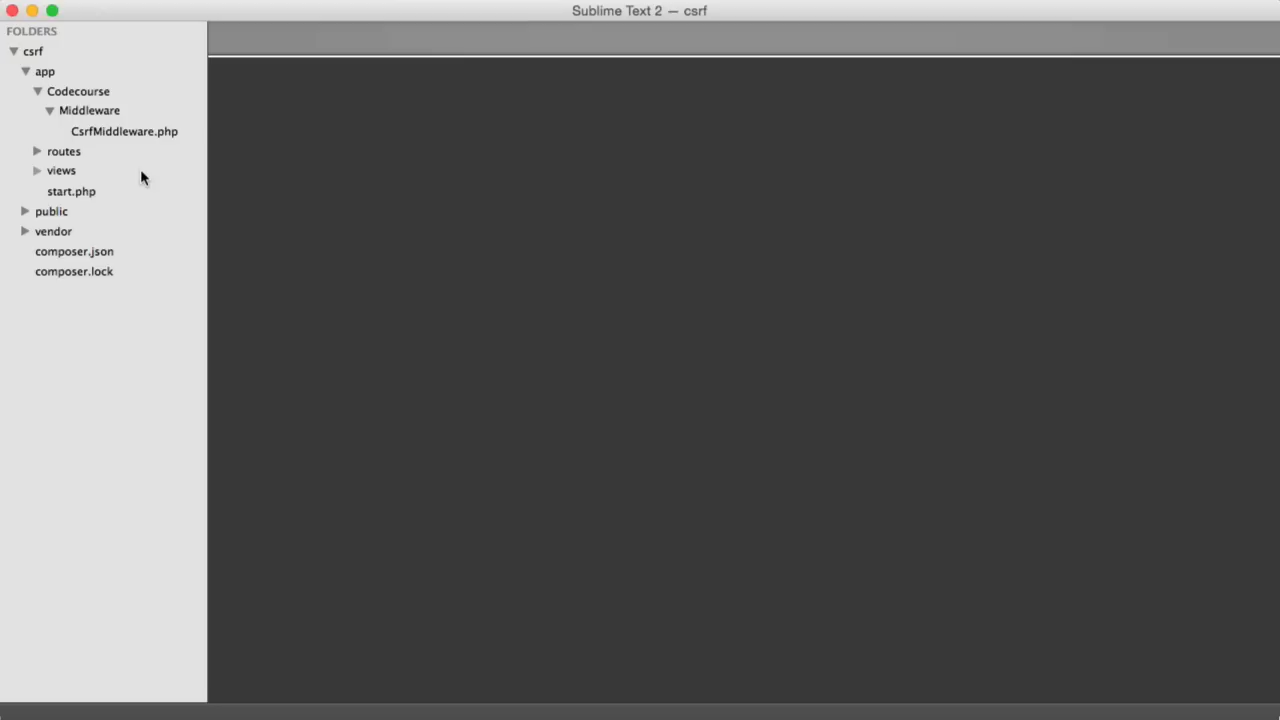 Sublime Text 2 — csrf
FOLDERS
csrf
app
Codecourse
Middleware
CsrfMiddleware.php
routes
views
start.php
public
vendor
composer.json
composer.lock